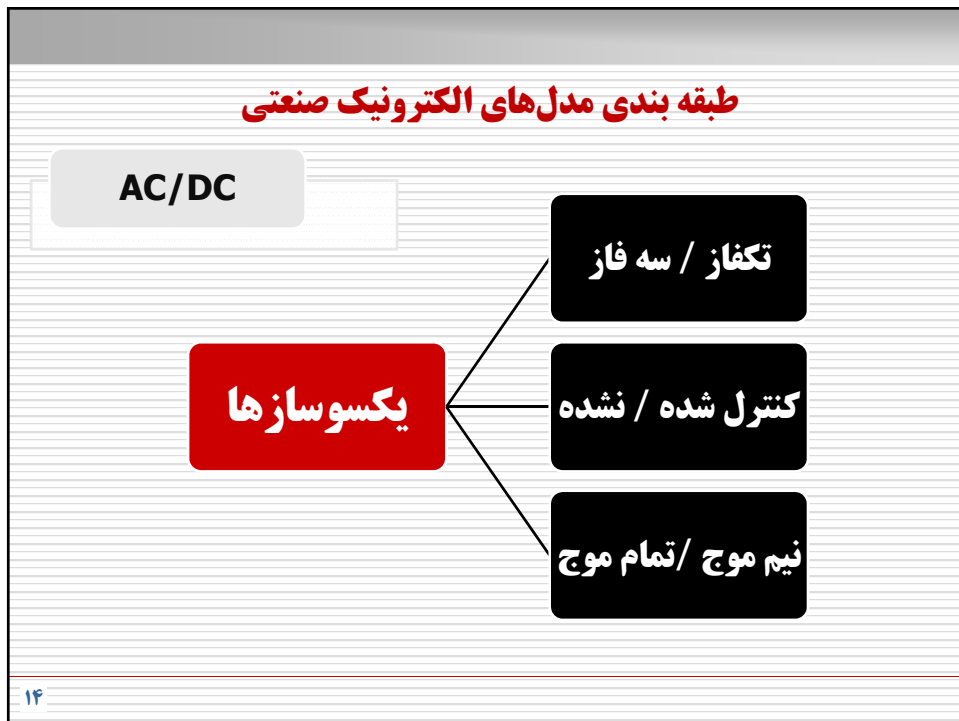 طبقه بندی مدل‌های الکترونیک صنعتی
AC/DC
تکفاز / سه فاز
یکسوسازها
کنترل شده / نشده
نیم موج /تمام موج
۱۴